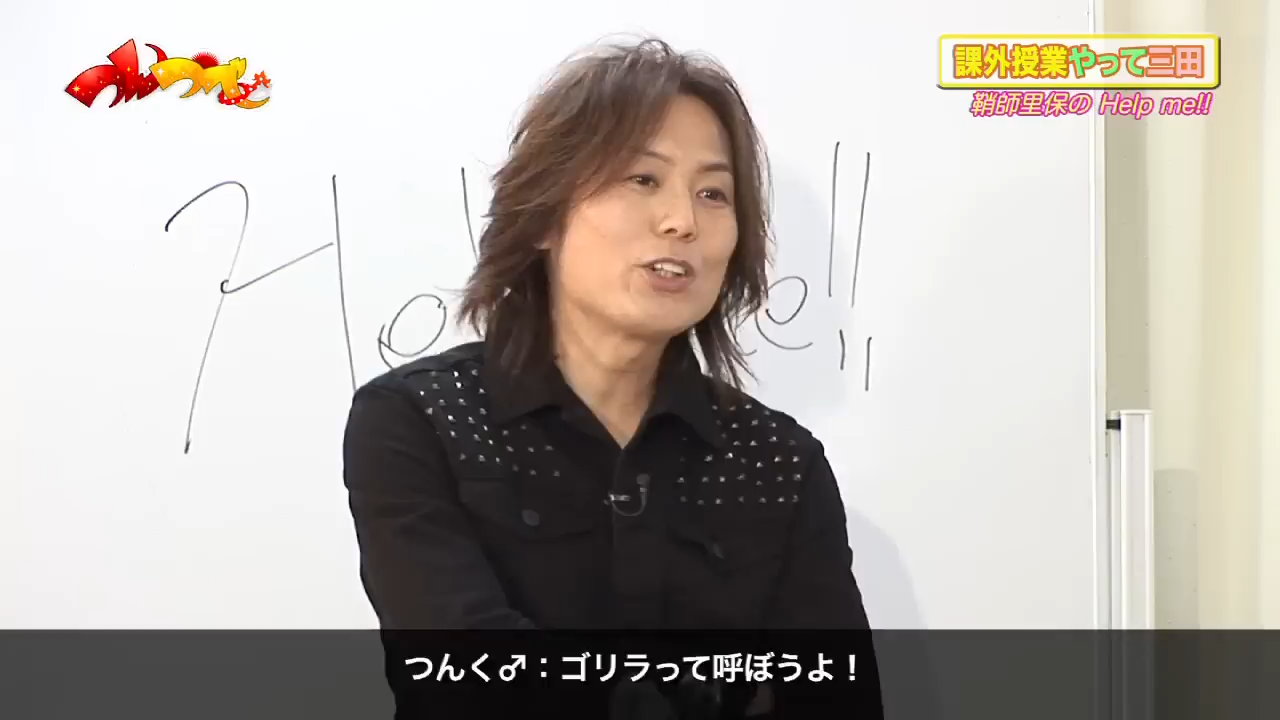 つんつべ♂
課外授業やって三田
鞘師里保の Help me!!
He e!!
つんく♂：ゴリラって呼ぼうよ！